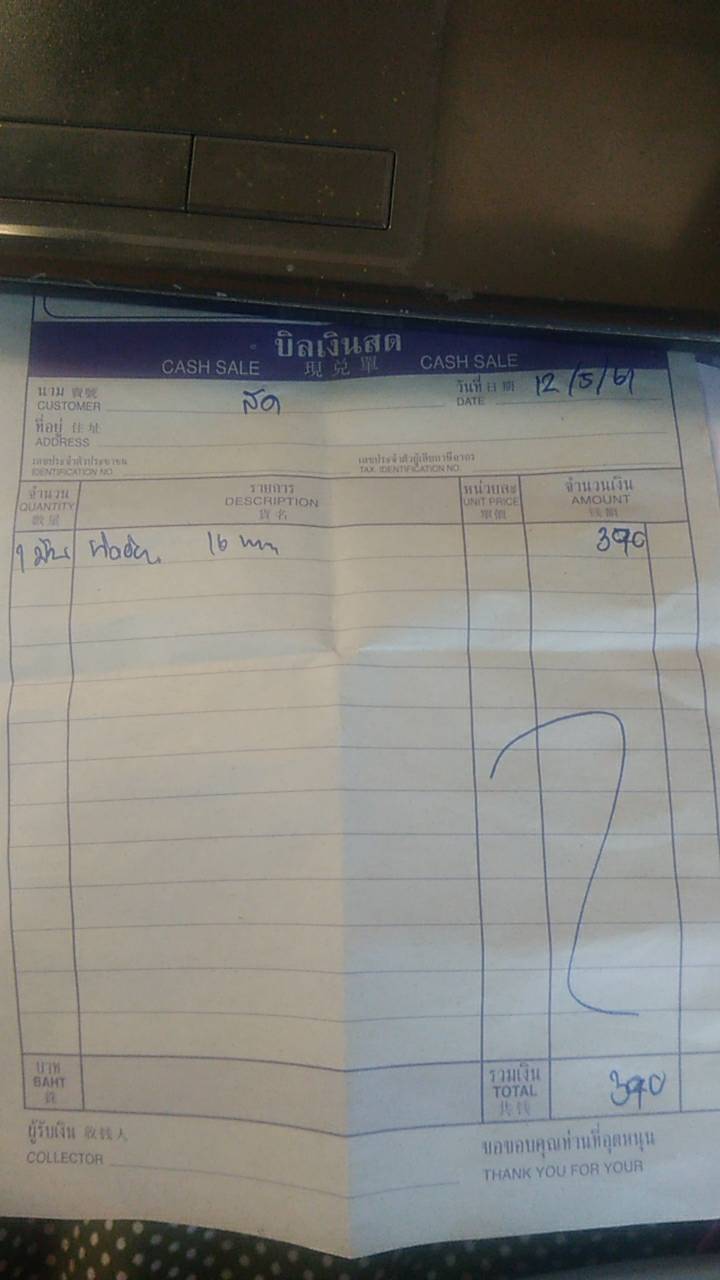 บิลเงินสด
CASH SALE 現兌單 CASH SALE
นาม 寶號 สด วันที่ 日期 12/5/61
CUSTOMER DATE
ที่อยู่ 住址
ADDRESS
เลขประจำตัวประชาชน เลขประจำตัวผู้เสียภาษีอากร
IDENTIFICATION NO. TAX. IDENTIFICATION NO.
จำนวน รายการ หน่วยละ จำนวนเงิน
QUANTITY DESCRIPTION UNIT PRICE AMOUNT
數量 貨名 單價 錢額
1 16 390
บาท รวมเงิน
BAHT TOTAL 390
銖 共錢
ผู้รับเงิน 收錢人 ขอขอบคุณท่านที่อุดหนุน
COLLECTOR THANK YOU FOR YOUR